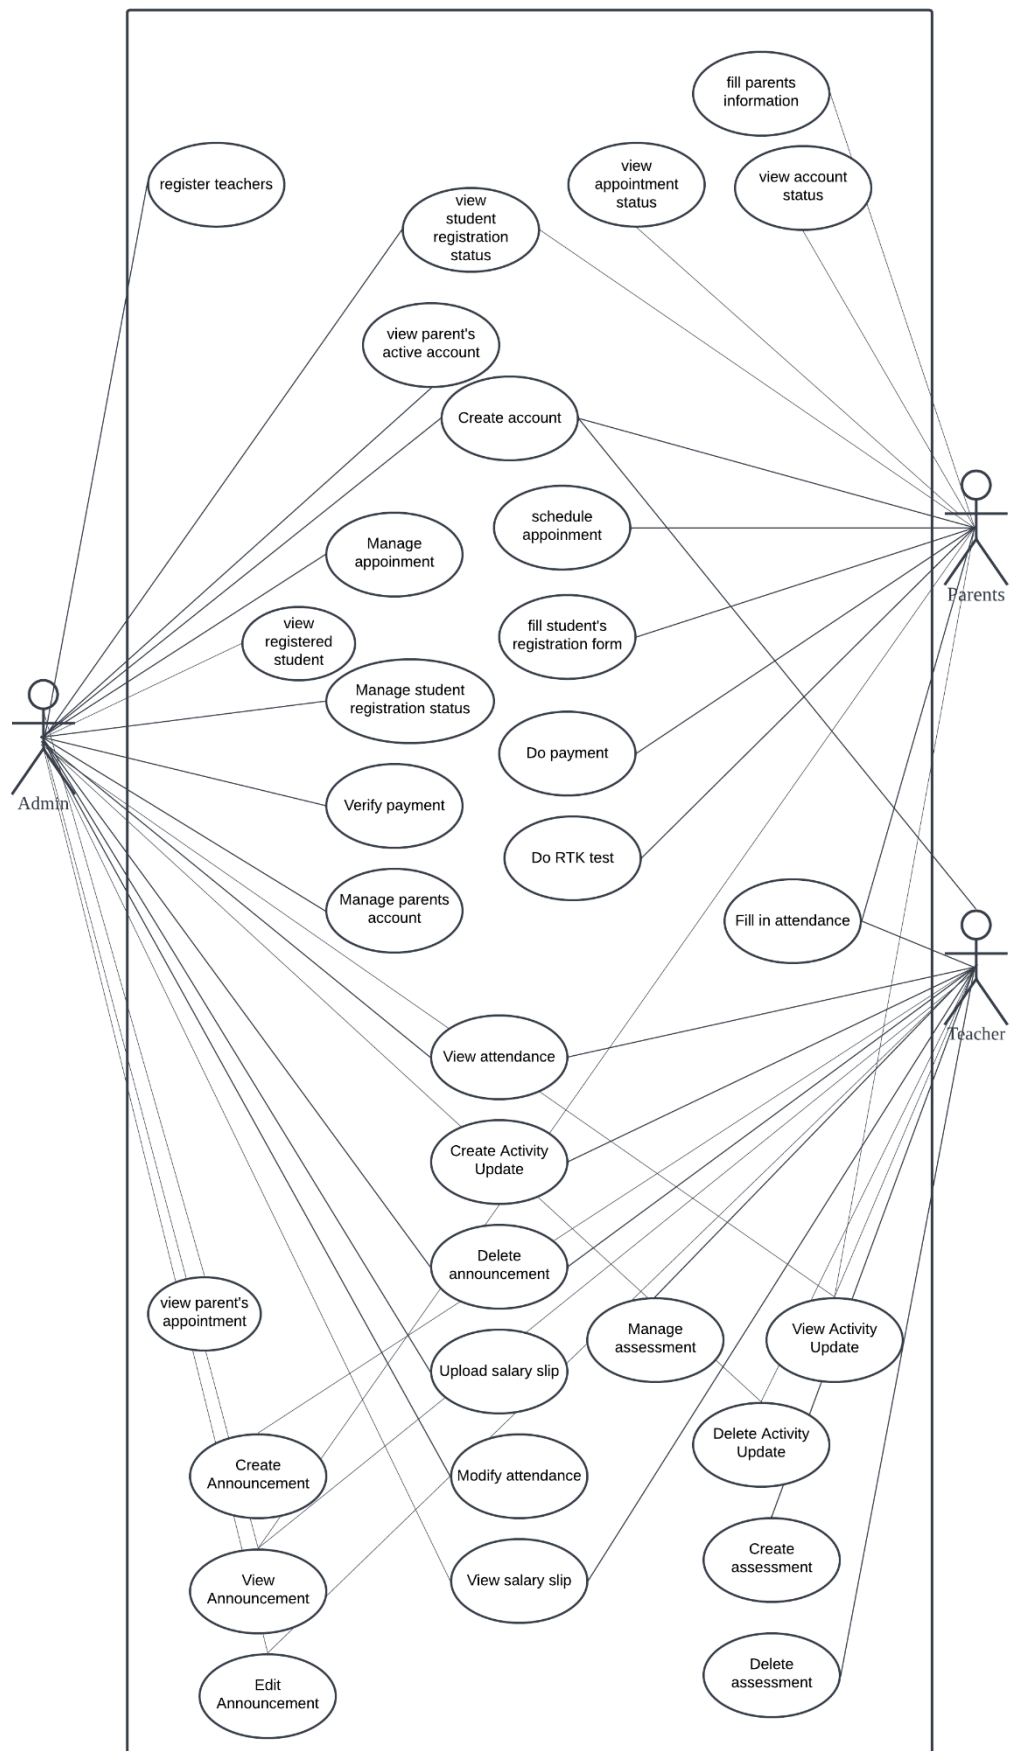 fill parents
information
register teachers
view
appointment
status
view account
status
view
student
registration
status
view parent's
active account
Create account
schedule
appoinment
Manage
appoinment
Parents
fill student's
registration form
view
registered
student
Manage student
registration status
Do payment
Admin
Verify payment
Do RTK test
Manage parents
account
Fill in attendance
Teacher
View attendance
Create Activity
Update
Delete
announcement
view parent's
appointment
Manage
assessment
View Activity
Update
Upload salary slip
Delete Activity
Update
Create
Announcement
Modify attendance
Create
assessment
View
Announcement
View salary slip
Delete
assessment
Edit
Announcement